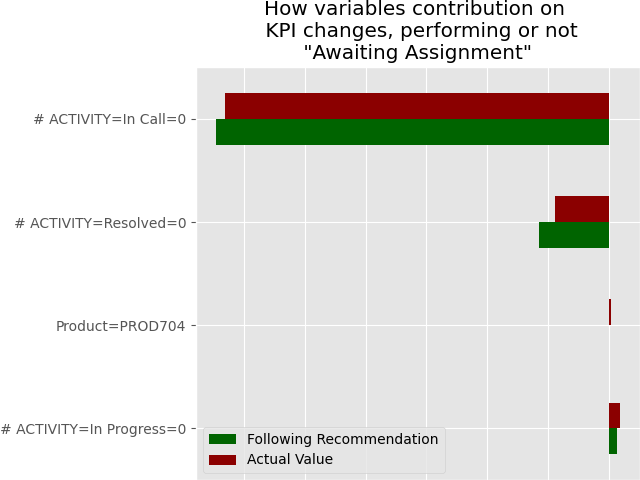 How variables contribution on
KPI changes, performing or not
"Awaiting Assignment"
# ACTIVITY=In Call=0
# ACTIVITY=Resolved=0
Product=PROD704
# ACTIVITY=In Progress=0
Following Recommendation
Actual Value